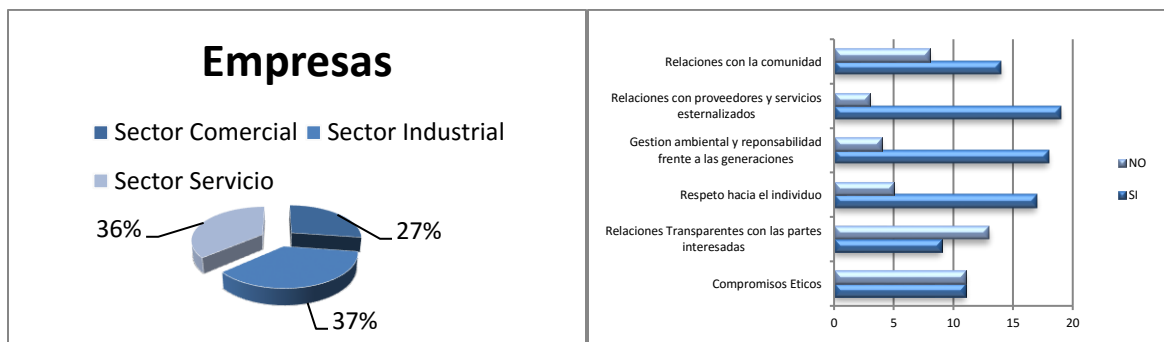 Empresas
Sector Comercial
Sector Industrial
Sector Servicio
36%
27%
37%
Relaciones con la comunidad
Relaciones con proveedores y servicios
esternalizados
Gestion ambiental y reponsabilidad
frente a las generaciones
Respeto hacia el individuo
Relaciones Transparentes con las partes
interesadas
Compromisos Eticos
0
5
10
15
20
NO
SI